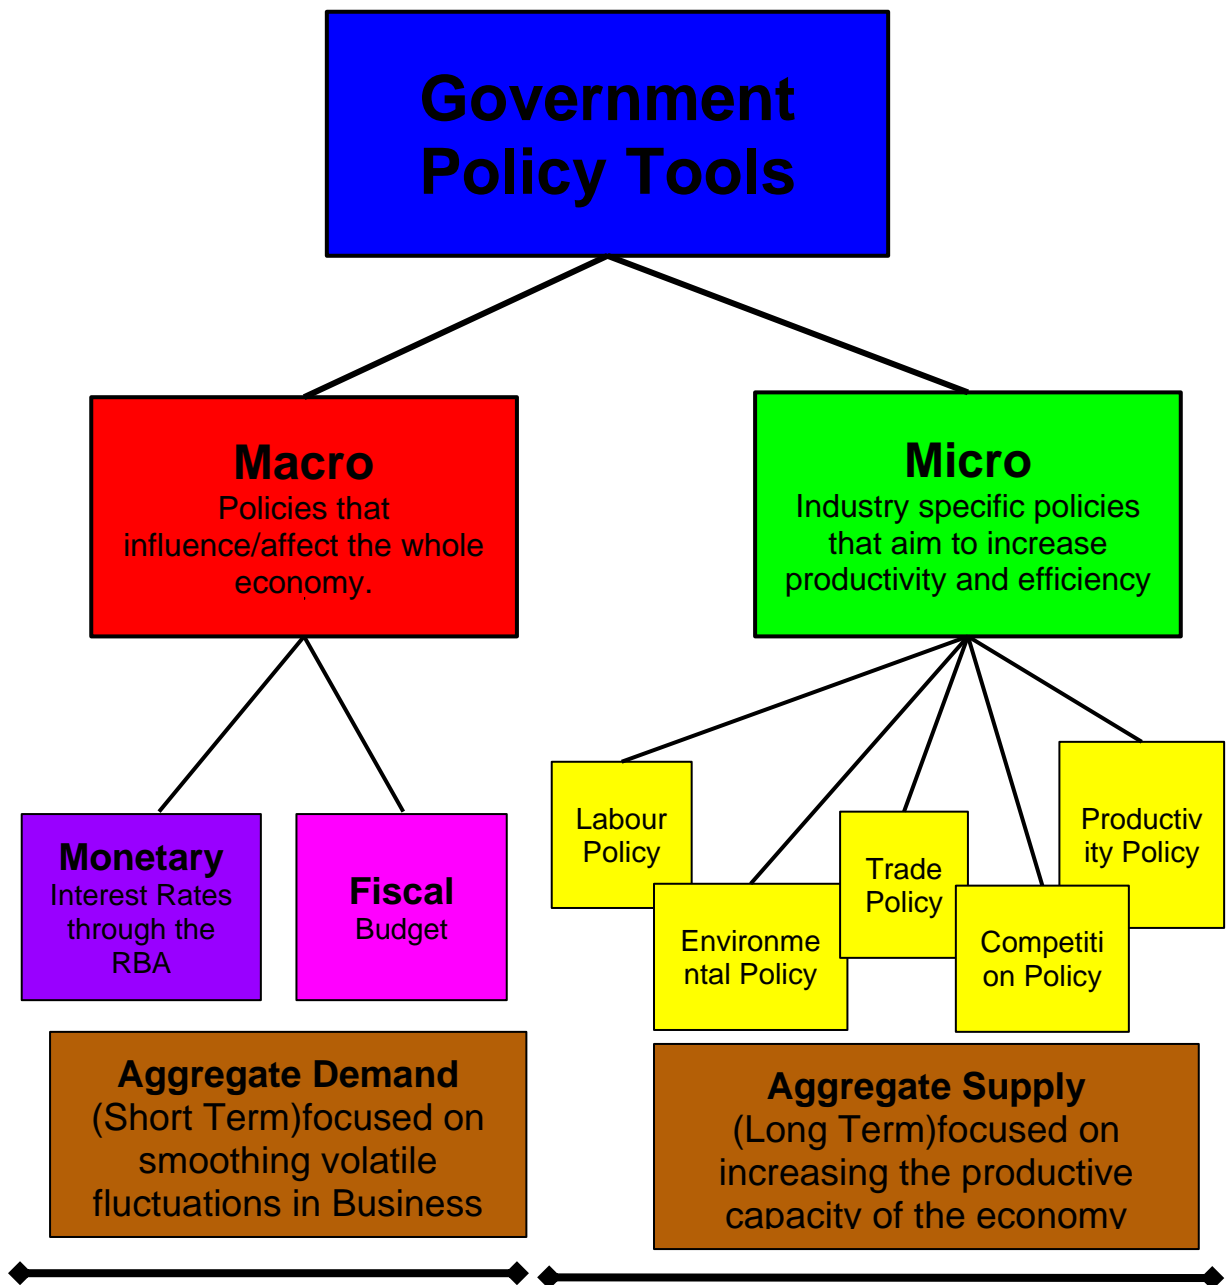 Government
Policy Tools
Macro
Policies that
influence/affect the whole
economy.
Micro
Industry specific policies
that aim to increase
productivity and efficiency
Monetary
Interest Rates
through the
RBA
Fiscal
Budget
Labour
Policy
Environme
ntal Policy
Trade
Policy
Competiti
on Policy
Productiv
ity Policy
Aggregate Demand
(Short Term)focused on
smoothing volatile
fluctuations in Business
Aggregate Supply
(Long Term)focused on
increasing the productive
capacity of the economy